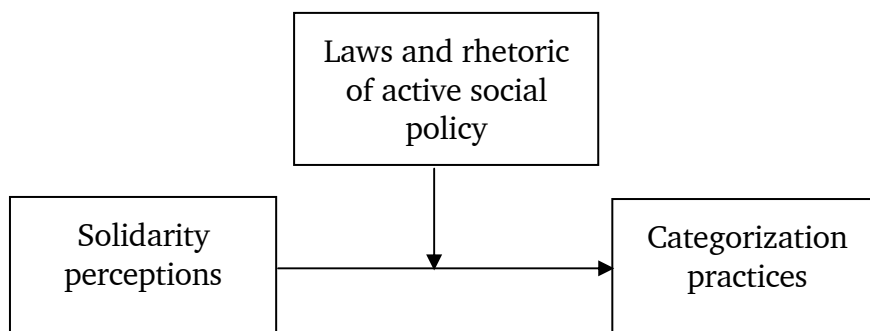 Laws and rhetoric
of active social
policy
Solidarity
perceptions
Categorization
practices